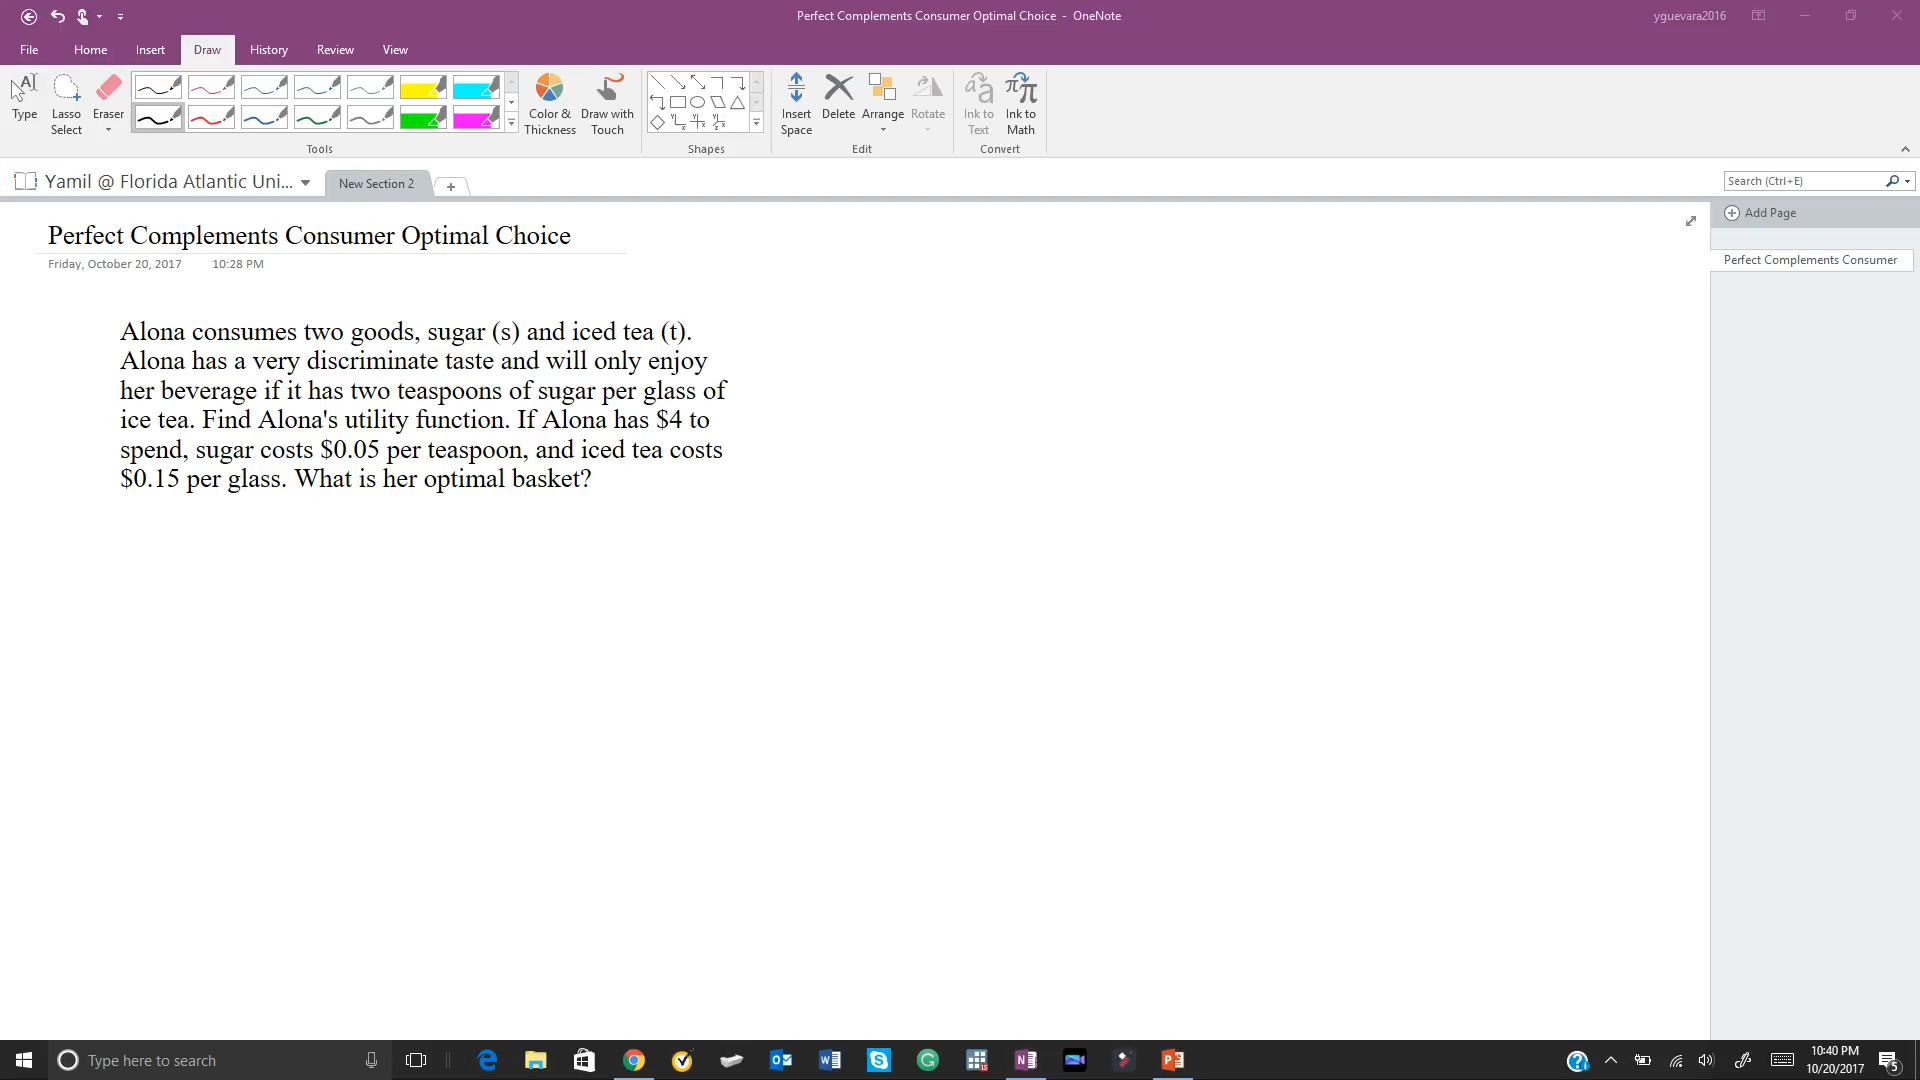 Perfect Complements Consumer Optimal Choice - OneNote
yguevara2016
File Home Insert Draw History Review View
Type
Lasso Select
Eraser
Color & Thickness
Draw with Touch
Insert Space
Delete
Arrange
Rotate
Ink to Text
Ink to Math
Tools
Shapes
Edit
Convert
Yamil @ Florida Atlantic Uni...
New Section 2
Search (Ctrl+E)
Add Page
Perfect Complements Consumer
Perfect Complements Consumer Optimal Choice
Friday, October 20, 2017 10:28 PM
Alona consumes two goods, sugar (s) and iced tea (t).
Alona has a very discriminate taste and will only enjoy
her beverage if it has two teaspoons of sugar per glass of
ice tea. Find Alona's utility function. If Alona has $4 to
spend, sugar costs $0.05 per teaspoon, and iced tea costs
$0.15 per glass. What is her optimal basket?
Type here to search
10:40 PM
10/20/2017
5